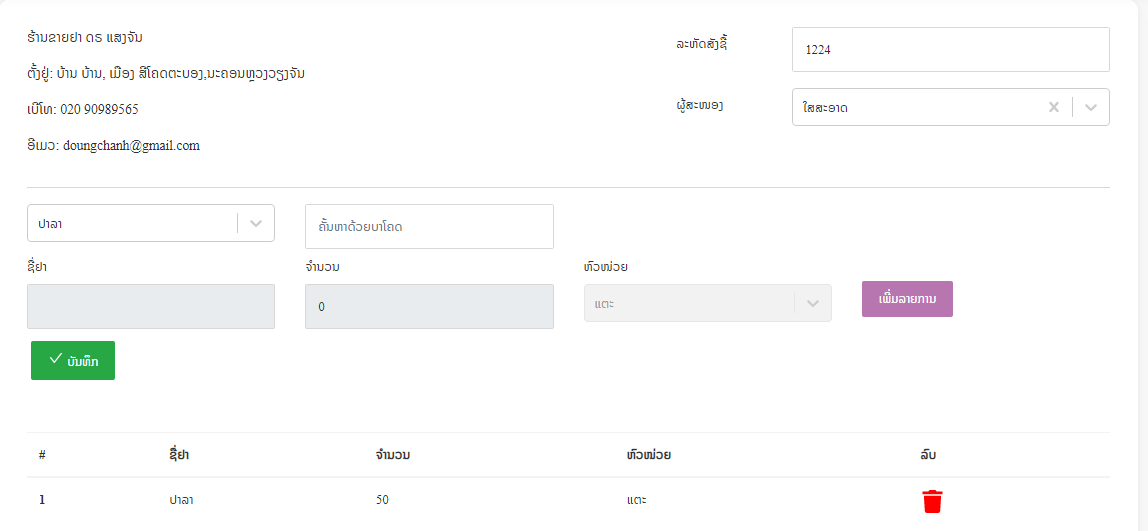 ຮ້ານຂາຍຢາ ດຣ ແສງຈັນ
ຕັ້ງຢູ່: ບ້ານ ບ້ານ, ເມືອງ ສີໂຄດຕະບອງ,ນະຄອນຫຼວງວຽງຈັນ
ເບີໂທ: 020 90989565
ອີເມວ: doungchanh@gmail.com
ລະຫັດສັ່ງຊື້ 1224
ຜູ້ສະໜອງ ໃສສະອາດ
ປາລາ ຄົ້ນຫາດ້ວຍບາໂຄດ
ຊື່ຢາ ຈຳນວນ ຫົວໜ່ວຍ
0 ແຕະ ເພີ່ມລາຍການ
ບັນທຶກ
# ຊື່ຢາ ຈຳນວນ ຫົວໜ່ວຍ ລົບ
1 ປາລາ 50 ແຕະ